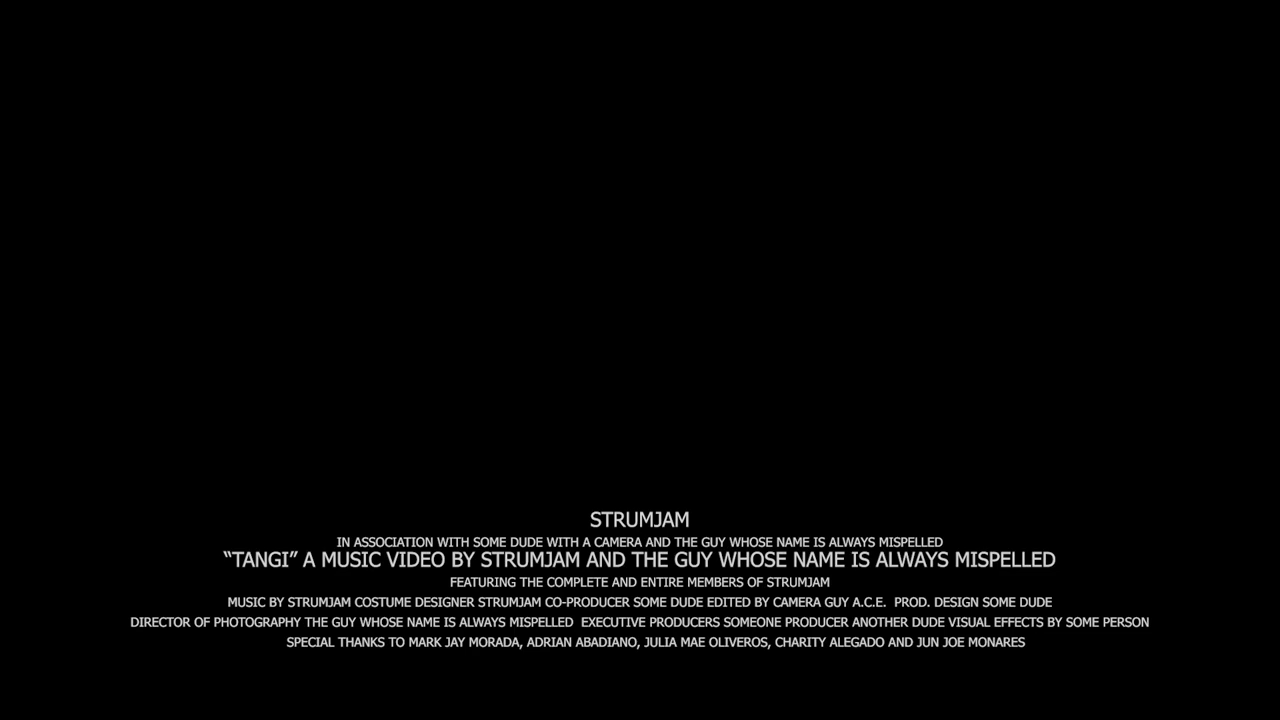 STRUMJAM
IN ASSOCIATION WITH SOME DUDE WITH A CAMERA AND THE GUY WHOSE NAME IS ALWAYS MISPELLED
“TANGI” A MUSIC VIDEO BY STRUMJAM AND THE GUY WHOSE NAME IS ALWAYS MISPELLED
FEATURING THE COMPLETE AND ENTIRE MEMBERS OF STRUMJAM
MUSIC BY STRUMJAM COSTUME DESIGNER STRUMJAM CO-PRODUCER SOME DUDE EDITED BY CAMERA GUY A.C.E.  PROD. DESIGN SOME DUDE
DIRECTOR OF PHOTOGRAPHY THE GUY WHOSE NAME IS ALWAYS MISPELLED  EXECUTIVE PRODUCERS SOMEONE PRODUCER ANOTHER DUDE VISUAL EFFECTS BY SOME PERSON
SPECIAL THANKS TO MARK JAY MORADA, ADRIAN ABADIANO, JULIA MAE OLIVEROS, CHARITY ALEGADO AND JUN JOE MONARES